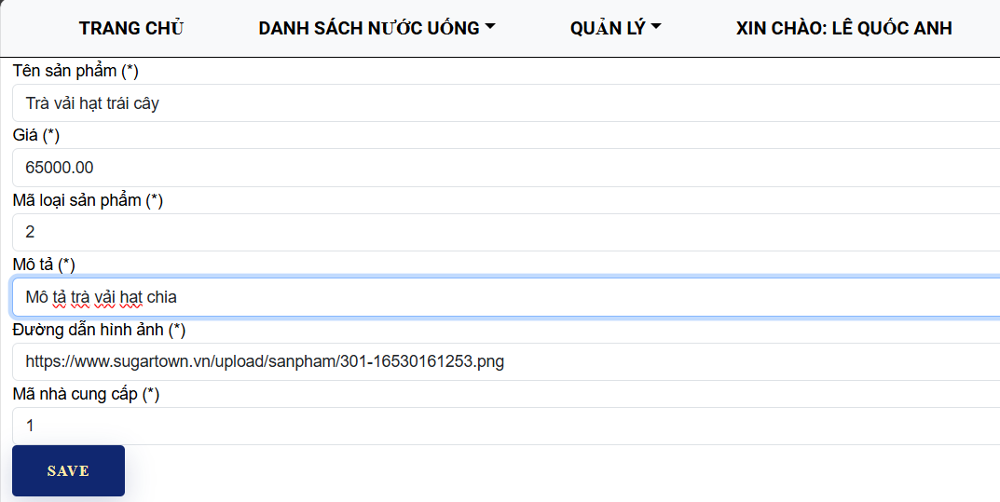 TRANG CHỦ DANH SÁCH NƯỚC UỐNG QUẢN LÝ XIN CHÀO: LÊ QUỐC ANH
Tên sản phẩm (*)
Trà vải hạt trái cây
Giá (*)
65000.00
Mã loại sản phẩm (*)
2
Mô tả (*)
Mô tả trà vải hạt chia
Đường dẫn hình ảnh (*)
https://www.sugartown.vn/upload/sanpham/301-16530161253.png
Mã nhà cung cấp (*)
1
SAVE